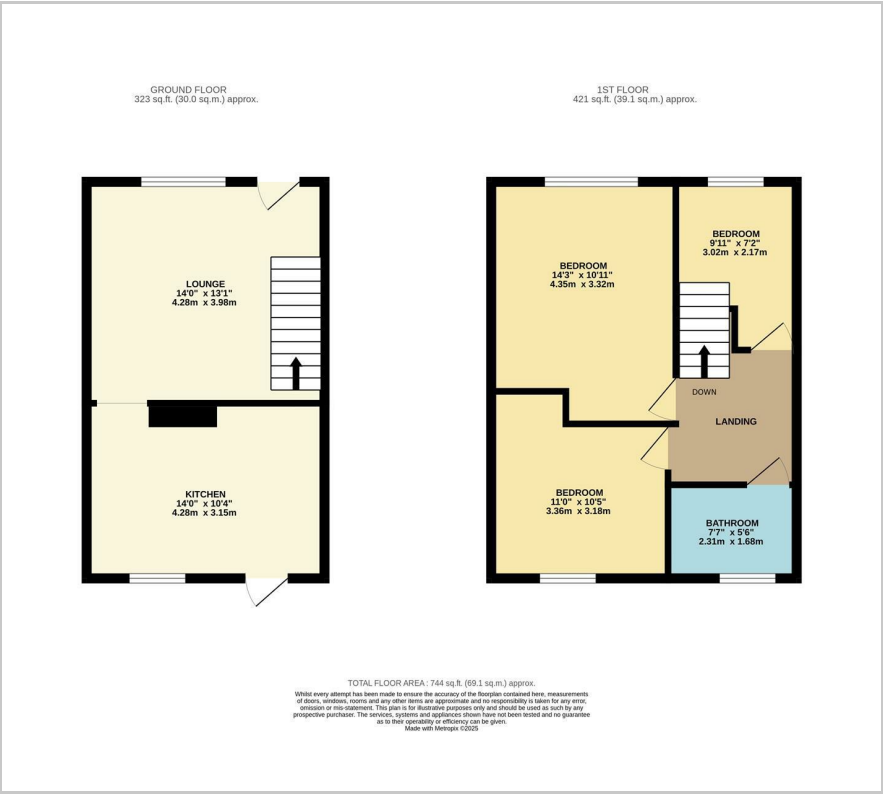 GROUND FLOOR
323 sq.ft. (30.0 sq.m.) approx.
1ST FLOOR
421 sq.ft. (39.1 sq.m.) approx.
LOUNGE
14'0" x 13'1"
4.28m x 3.98m
KITCHEN
14'0" x 10'4"
4.28m x 3.15m
BEDROOM
14'3" x 10'11"
4.35m x 3.32m
BEDROOM
9'11" x 7'2"
3.02m x 2.17m
DOWN
LANDING
BEDROOM
11'0" x 10'5"
3.36m x 3.18m
BATHROOM
7'7" x 5'6"
2.31m x 1.68m
TOTAL FLOOR AREA : 744 sq.ft. (69.1 sq.m.) approx.
Whilst every attempt has been made to ensure the accuracy of the floorplan contained here, measurements
of doors, windows, rooms and any other items are approximate and no responsibility is taken for any error,
omission or mis-statement. This plan is for illustrative purposes only and should be used as such by any
prospective purchaser. The services, systems and appliances shown have not been tested and no guarantee
as to their operability or efficiency can be given.
Made with Metropix ©2025